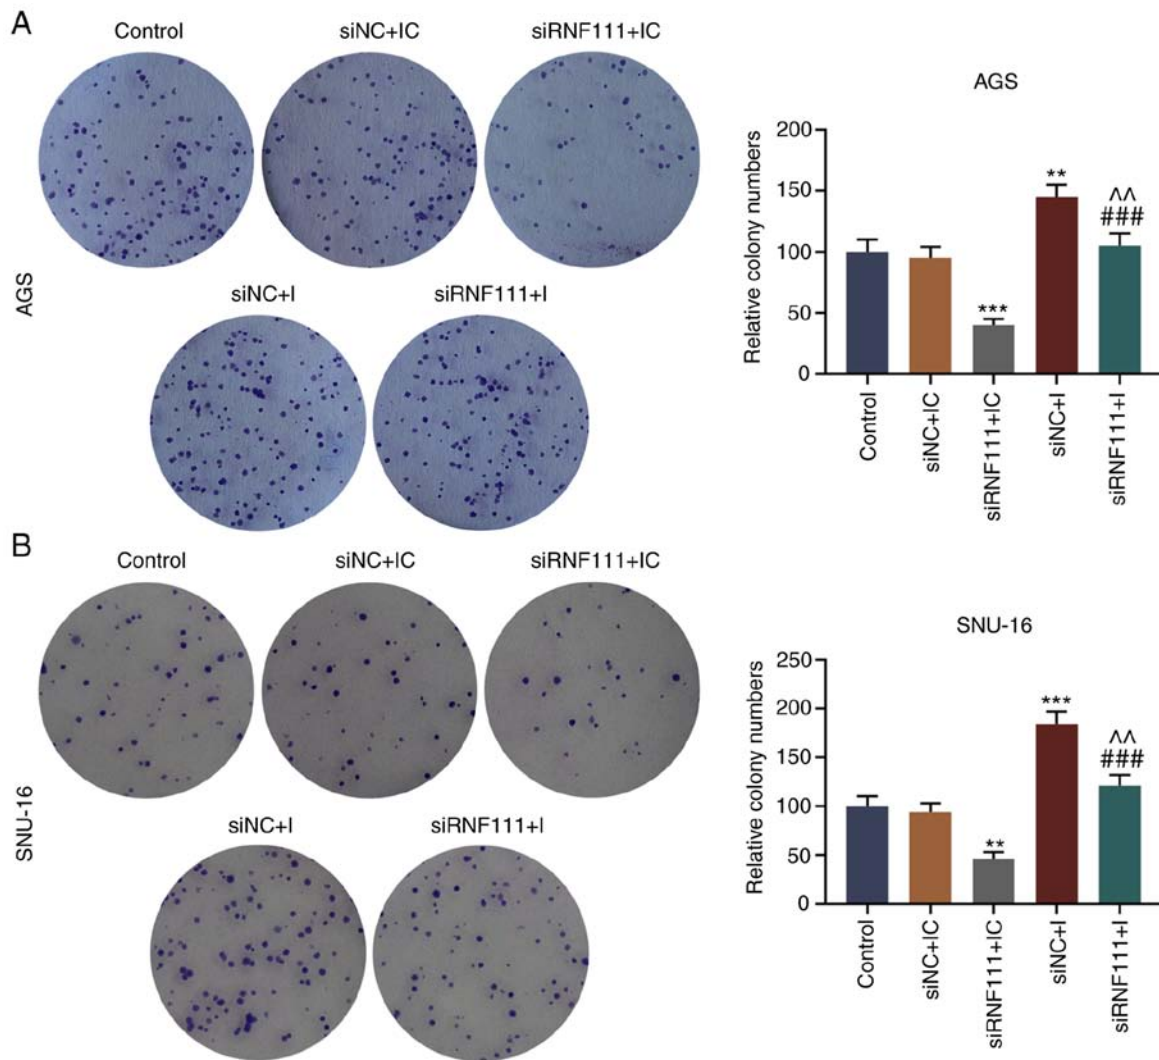 A
Control
siNC+IC
siRNF111+IC
AGS
siNC+I
siRNF111+I
AGS
Relative colony numbers
200
150
100
50
0
**
^^
###
***
Control
siNC+IC
siRNF111+IC
siNC+I
siRNF111+I
B
Control
siNC+IC
siRNF111+IC
SNU-16
siNC+I
siRNF111+I
SNU-16
Relative colony numbers
250
200
150
100
50
0
***
^^
###
**
Control
siNC+IC
siRNF111+IC
siNC+I
siRNF111+I